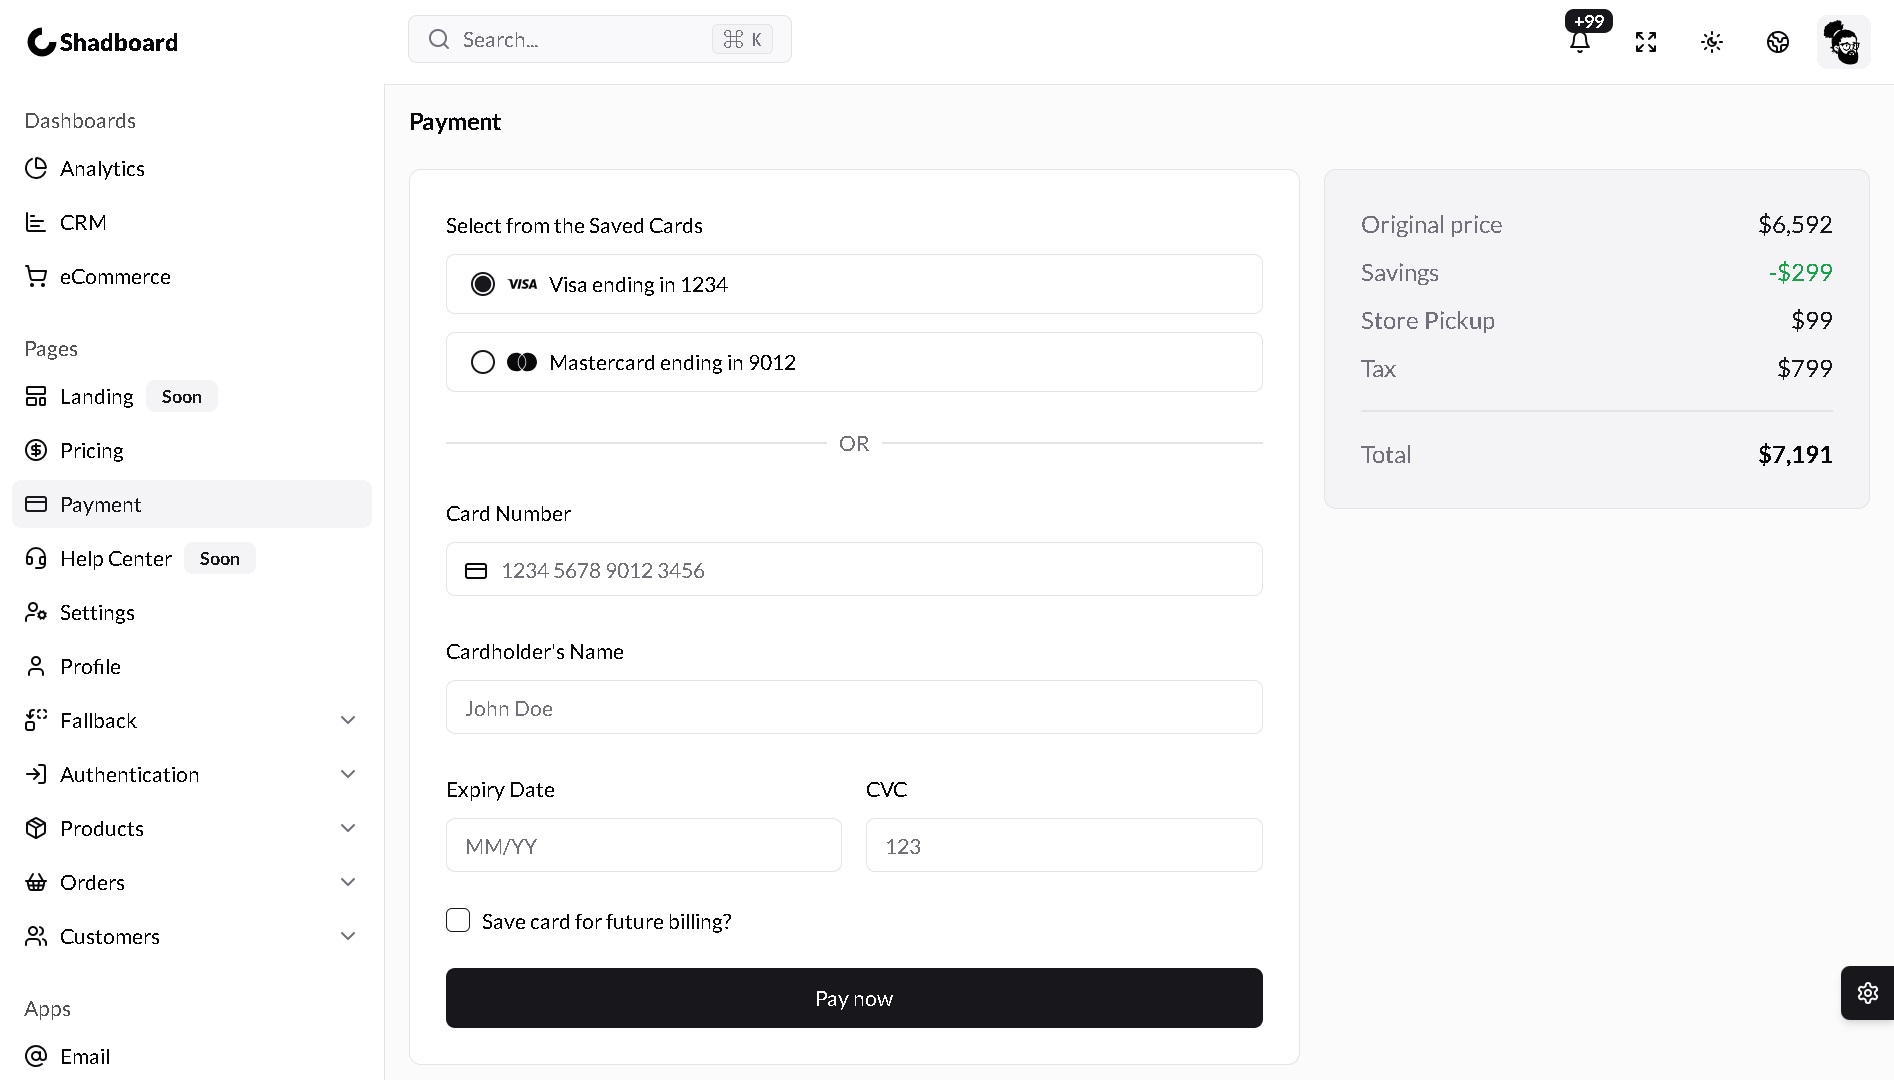 Shadboard
Search...
⌘ K
+99
Dashboards
Analytics
CRM
eCommerce
Pages
Landing Soon
Pricing
Payment
Help Center Soon
Settings
Profile
Fallback
Authentication
Products
Orders
Customers
Apps
Email
Payment
Select from the Saved Cards
VISA Visa ending in 1234
Mastercard ending in 9012
OR
Card Number
1234 5678 9012 3456
Cardholder's Name
John Doe
Expiry Date
MM/YY
CVC
123
Save card for future billing?
Pay now
Original price $6,592
Savings -$299
Store Pickup $99
Tax $799
Total $7,191